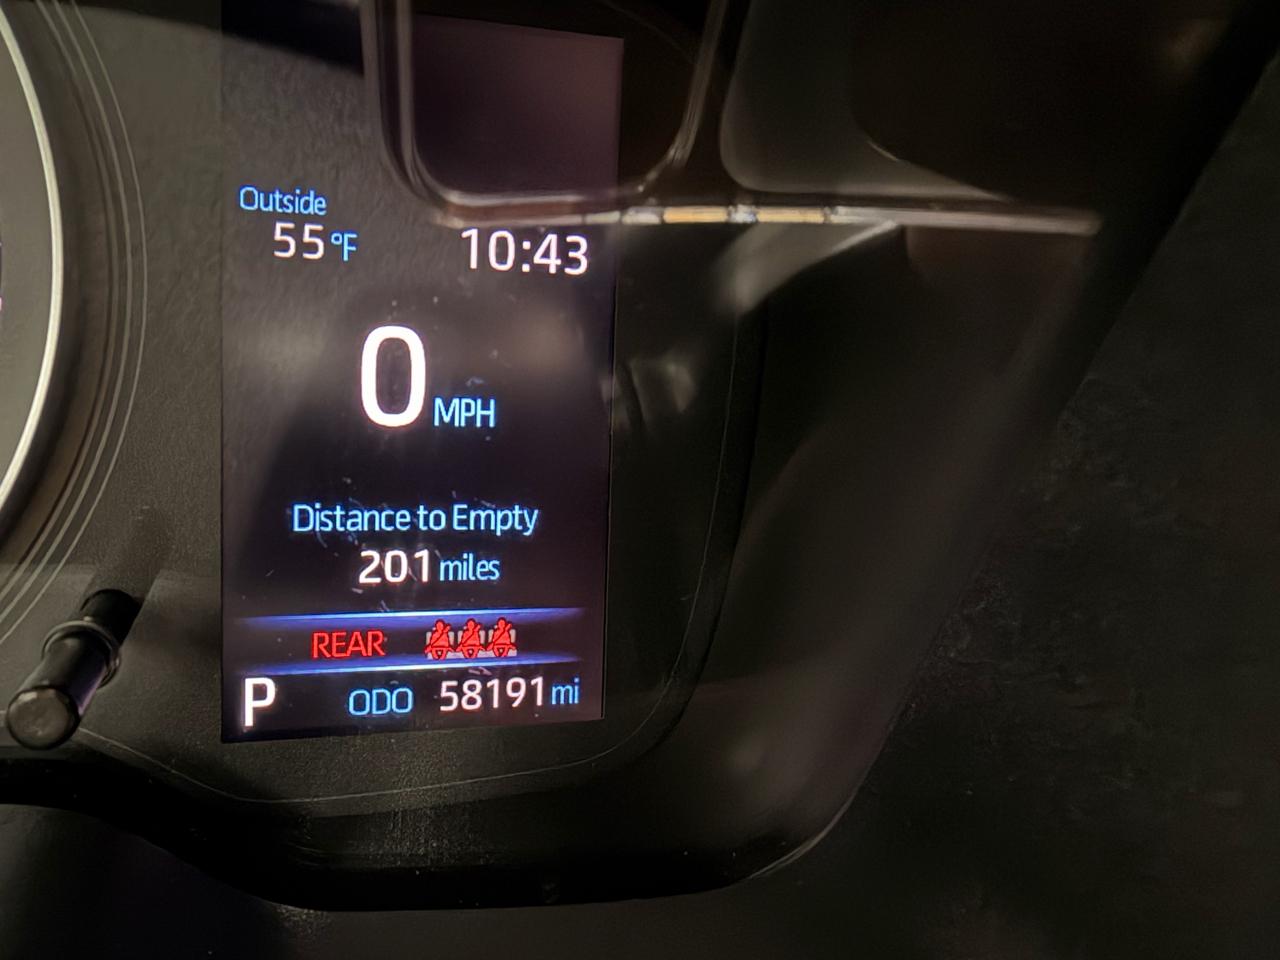 Outside
55 °F 10:43
0 MPH
Distance to Empty
201 miles
REAR
P ODO 58191 mi